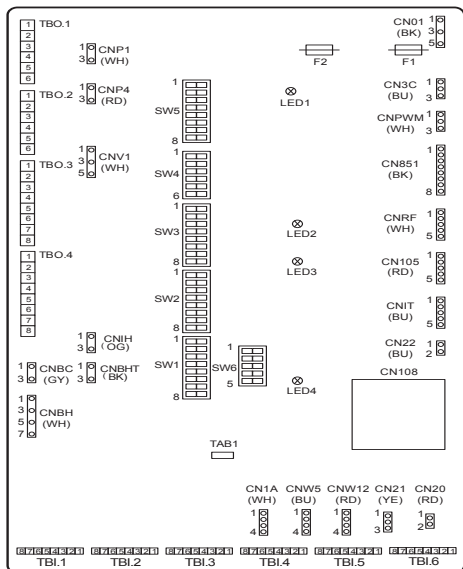 TBO.1
1
2
3
4
5
6
CNP1
(WH)
1
3
F2
F1
CN01
(BK)
1
3
5
TBO.2
1
2
3
4
5
6
CNP4
(RD)
1
3
SW5
1
8
LED1
CN3C
(BU)
1
3
CNPWM
(WH)
1
3
TBO.3
1
2
3
4
5
6
7
8
CNV1
(WH)
1
3
5
SW4
1
6
CN851
(BK)
1
8
SW3
1
8
LED2
CNRF
(WH)
1
5
TBO.4
1
2
3
4
5
6
7
8
LED3
CN105
(RD)
1
5
SW2
1
8
CNIT
(BU)
1
5
CNIH
(OG)
1
3
SW1
1
8
SW6
1
5
CN22
(BU)
1
2
CNBC
(GY)
1
3
CNBHT
(BK)
1
3
LED4
CN108
CNBH
(WH)
1
3
5
7
TAB1
CN1A
(WH)
1
4
CNW5
(BU)
1
4
CNW12
(RD)
1
4
CN21
(YE)
1
3
CN20
(RD)
1
2
8 7 6 5 4 3 2 1
8 7 6 5 4 3 2 1
8 7 6 5 4 3 2 1
8 7 6 5 4 3 2 1
8 7 6 5 4 3 2 1
8 7 6 5 4 3 2 1
TBI.1 TBI.2 TBI.3 TBI.4 TBI.5 TBI.6